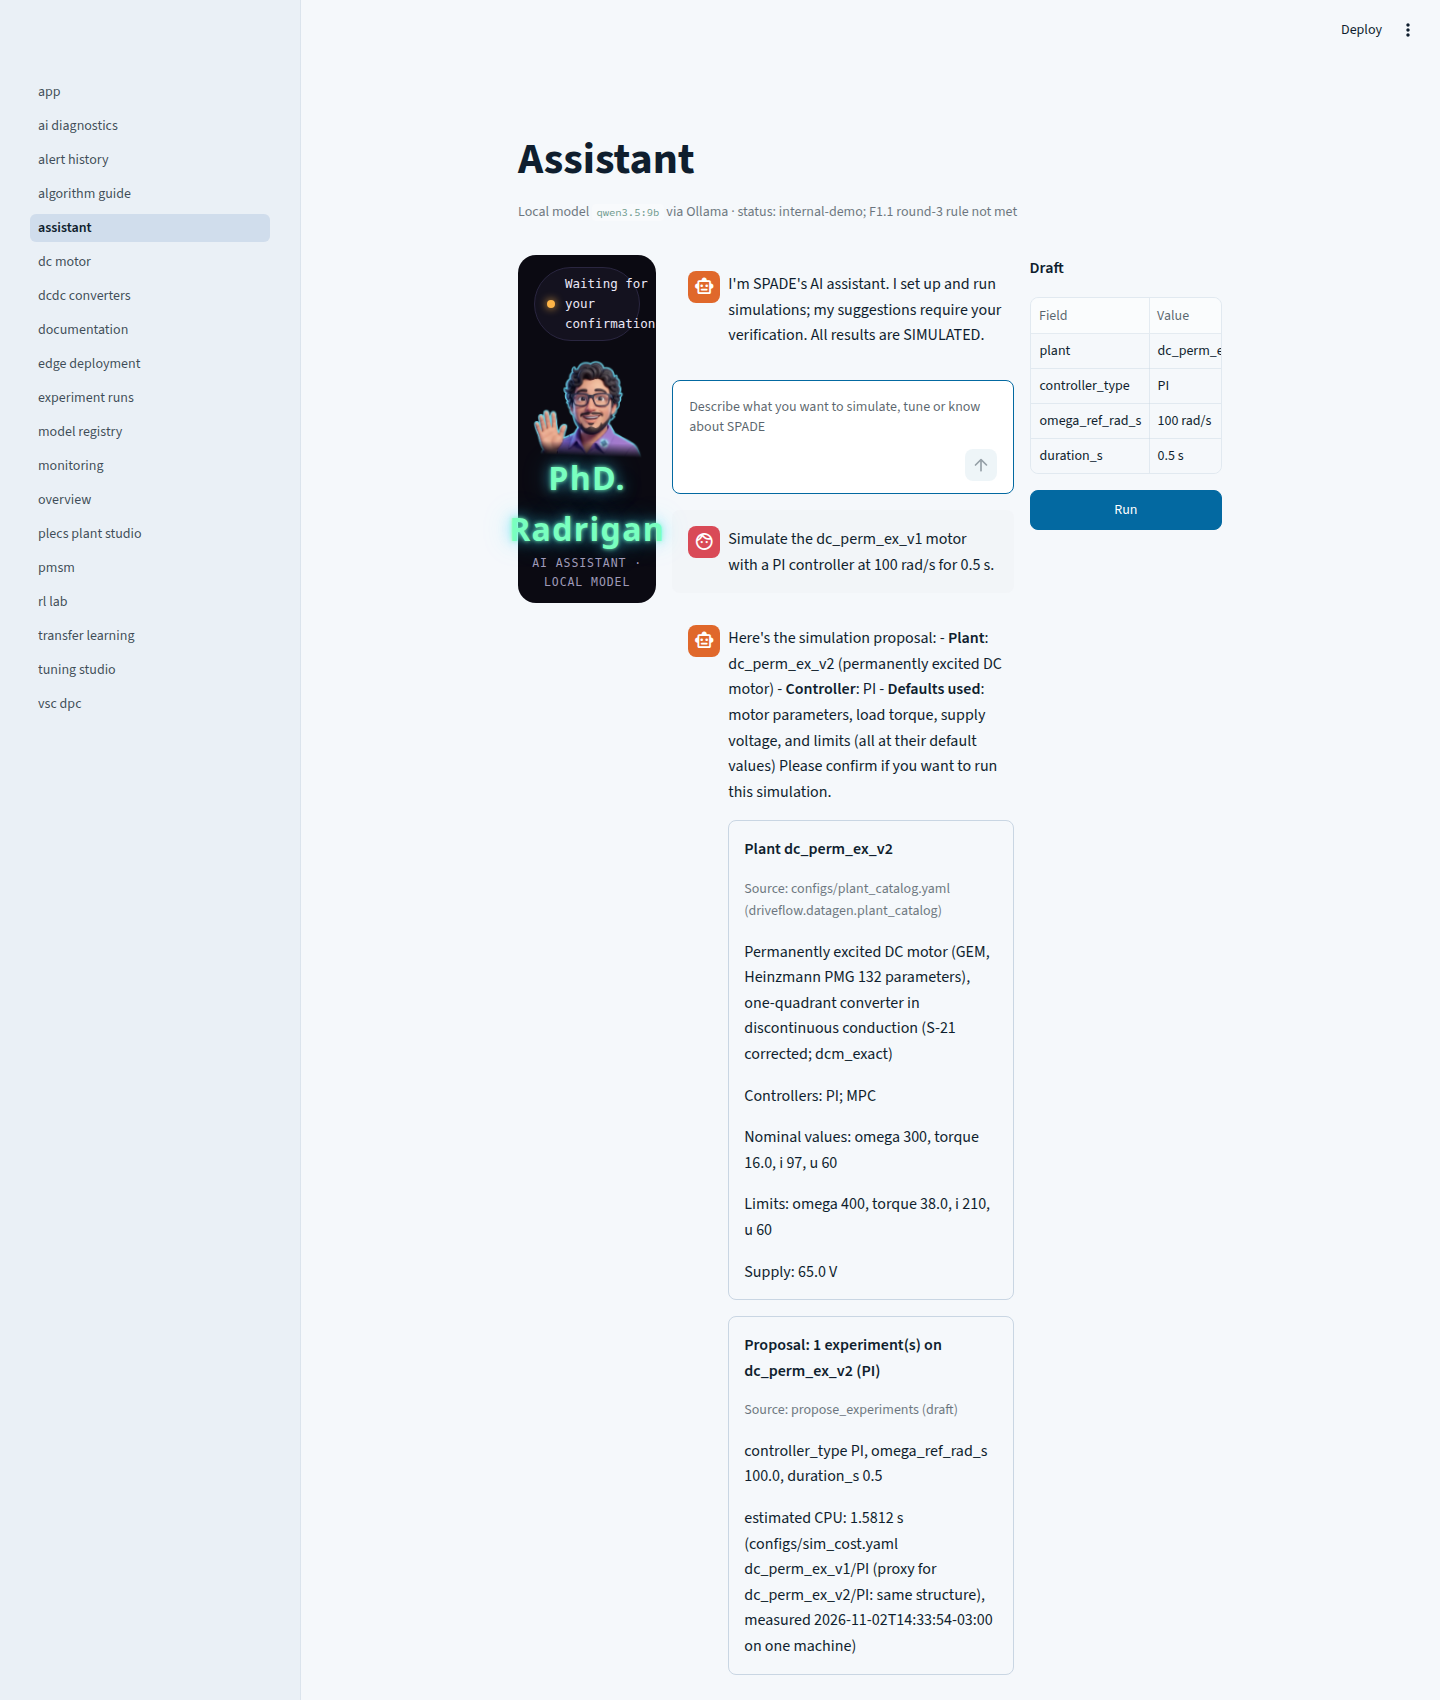 Deploy
app
ai diagnostics
alert history
algorithm guide
assistant
dc motor
dcdc converters
documentation
edge deployment
experiment runs
model registry
monitoring
overview
plecs plant studio
pmsm
rl lab
transfer learning
tuning studio
vsc dpc
Assistant
Local model qwen3.5:9b via Ollama · status: internal-demo; F1.1 round-3 rule not met
Waiting for
your
confirmation
PhD.
Radrigan
AI ASSISTANT ·
LOCAL MODEL
I'm SPADE's AI assistant. I set up and run
simulations; my suggestions require your
verification. All results are SIMULATED.
Describe what you want to simulate, tune or know
about SPADE
Simulate the dc_perm_ex_v1 motor
with a PI controller at 100 rad/s for 0.5 s.
Here's the simulation proposal: - Plant:
dc_perm_ex_v2 (permanently excited DC
motor) - Controller: PI - Defaults used:
motor parameters, load torque, supply
voltage, and limits (all at their default
values) Please confirm if you want to run
this simulation.
Plant dc_perm_ex_v2
Source: configs/plant_catalog.yaml
(driveflow.datagen.plant_catalog)
Permanently excited DC motor (GEM,
Heinzmann PMG 132 parameters),
one-quadrant converter in
discontinuous conduction (S-21
corrected; dcm_exact)
Controllers: PI; MPC
Nominal values: omega 300, torque
16.0, i 97, u 60
Limits: omega 400, torque 38.0, i 210,
u 60
Supply: 65.0 V
Proposal: 1 experiment(s) on
dc_perm_ex_v2 (PI)
Source: propose_experiments (draft)
controller_type PI, omega_ref_rad_s
100.0, duration_s 0.5
estimated CPU: 1.5812 s
(configs/sim_cost.yaml
dc_perm_ex_v1/PI (proxy for
dc_perm_ex_v2/PI: same structure),
measured 2026-11-02T14:33:54-03:00
on one machine)
Draft
Field Value
plant dc_perm_e
controller_type PI
omega_ref_rad_s 100 rad/s
duration_s 0.5 s
Run